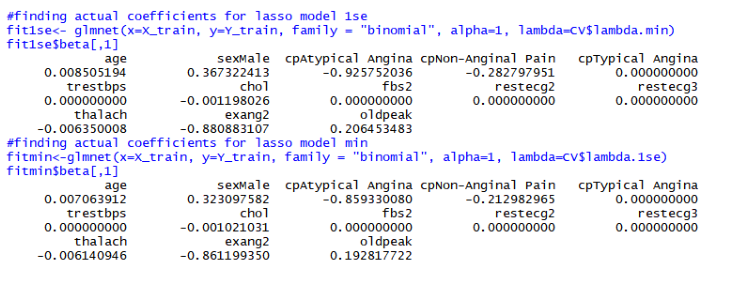 #finding actual coefficients for lasso model 1se
fit1se<- glmnet(x=X_train, y=Y_train, family = "binomial", alpha=1, lambda=CV$lambda.min)
fit1se$beta[,1]
age sexMale cpAtypical Angina cpNon-Anginal Pain cpTypical Angina
0.008505194 0.367322413 -0.925752036 -0.282797951 0.000000000
trestbps chol fbs2 restecg2 restecg3
0.000000000 -0.001198026 0.000000000 0.000000000 0.000000000
thalach exang2 oldpeak
-0.006350008 -0.880883107 0.206453483
#finding actual coefficients for lasso model min
fitmin<-glmnet(x=X_train, y=Y_train, family = "binomial", alpha=1, lambda=CV$lambda.1se)
fitmin$beta[,1]
age sexMale cpAtypical Angina cpNon-Anginal Pain cpTypical Angina
0.007063912 0.323097582 -0.859330080 -0.212982965 0.000000000
trestbps chol fbs2 restecg2 restecg3
0.000000000 -0.001021031 0.000000000 0.000000000 0.000000000
thalach exang2 oldpeak
-0.006140946 -0.861199350 0.192817722